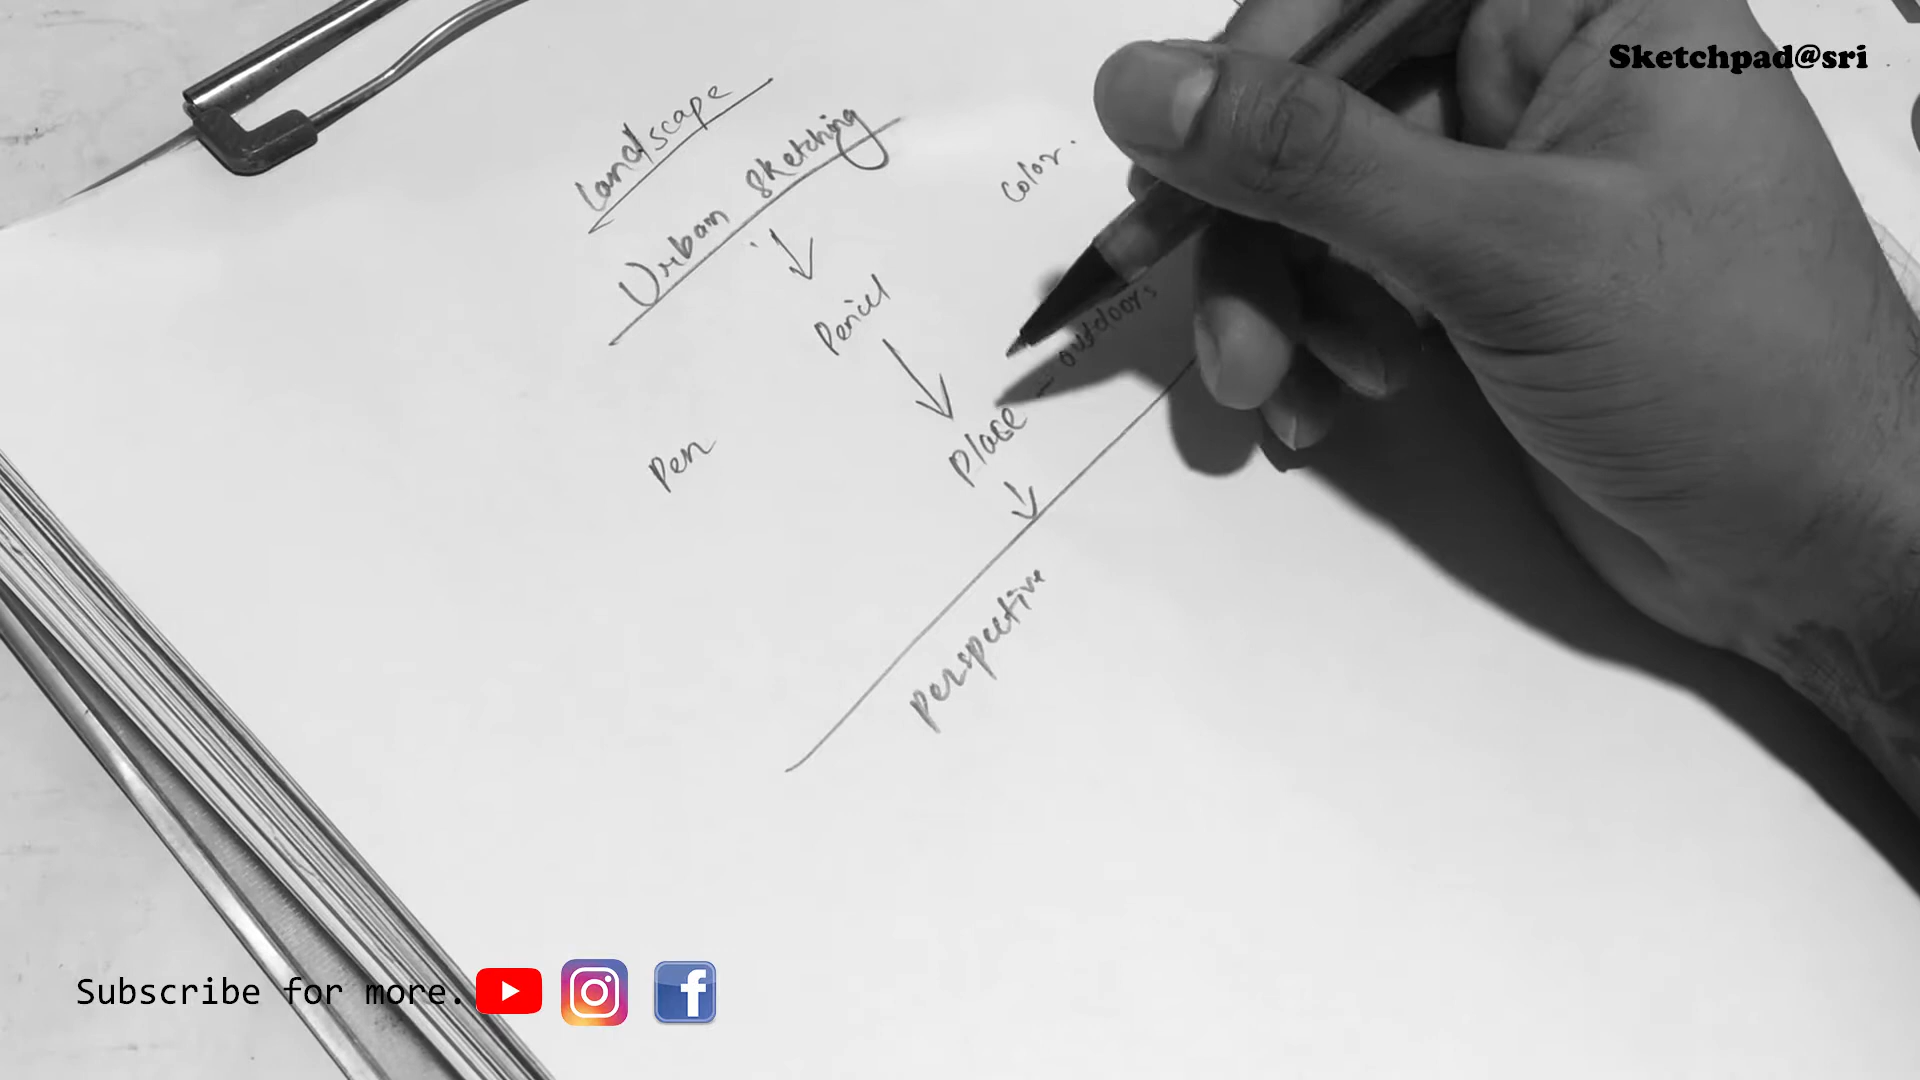 Sketchpad@sri
Landscape
Urban Sketching
Color.
Pencil
outdoors
Place
Pen
Perspective
Subscribe for more.